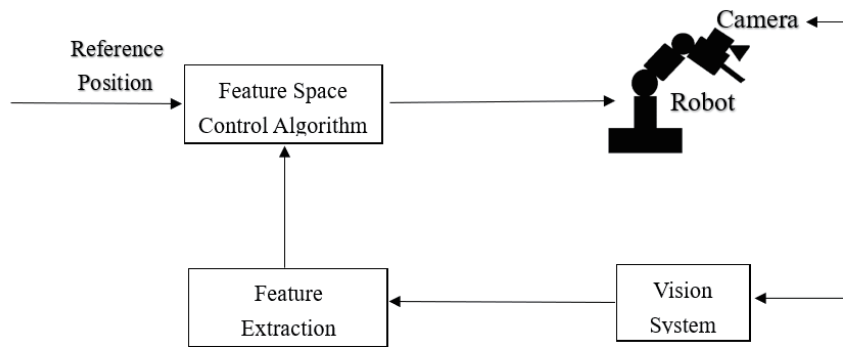 Camera
Reference
Position
Feature Space
Control Algorithm
Robot
Feature
Extraction
Vision
System